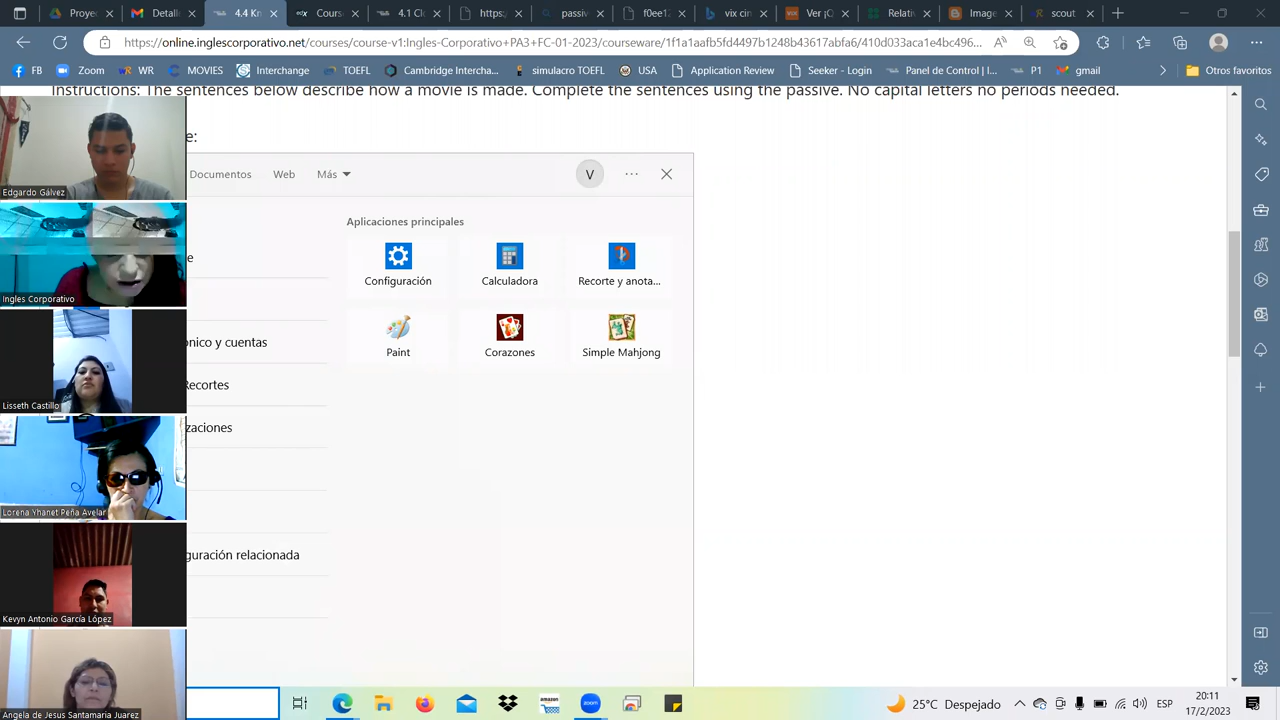 Proyec
Detall
4.4 Kr
Cours
4.1 Cl
https:
passiv
f0ee1.
vix cin
Ver ¡Q
Relati
Image
scout
https://online.inglescorporativo.net/courses/course-v1:Ingles-Corporativo+PA3+FC-01-2023/courseware/1f1a1aafb5fd4497b1248b43617abfa6/410d033aca1e4bc496...
FB
Zoom
WR
MOVIES
Interchange
TOEFL
Cambridge Intercha...
simulacro TOEFL
USA
Application Review
Seeker - Login
Panel de Control | I...
P1
gmail
Otros favoritos
Instructions: The sentences below describe how a movie is made. Complete the sentences using the passive. No capital letters no periods needed.
e:
Documentos Web Más
V
Aplicaciones principales
Configuración Calculadora Recorte y anota...
Paint Corazones Simple Mahjong
e
ónico y cuentas
Recortes
izaciones
guración relacionada
Edgardo Gálvez
Ingles Corporativo
Lisseth Castillo
Lorena Yhanet Peña Avelar
Kevyn Antonio García López
Angela de Jesus Santamaria Juarez
25°C Despejado
ESP
20:11
17/2/2023